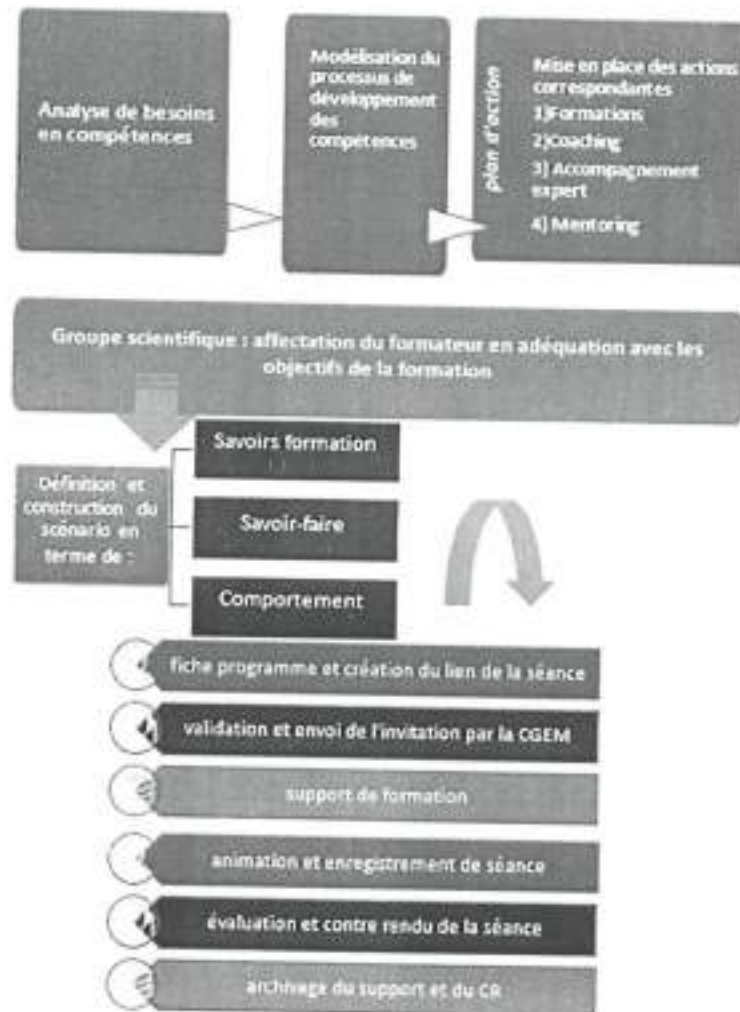 Analyse de besoins
en compétences
Modélisation du
processus de
développement
des
compétences
plan d'action
Mise en place des actions
correspondantes
1)Formations
2)Coaching
3) Accompagnement
expert
4) Mentoring
Groupe scientifique : affectation du formateur en adéquation avec les
objectifs de la formation
Définition et
construction du
scénario en
terme de :
Savoirs formation
Savoir-faire
Comportement
fiche programme et création du lien de la séance
validation et envoi de l'invitation par la CGEM
support de formation
animation et enregistrement de séance
évaluation et contre rendu de la séance
archivage du support et du CR